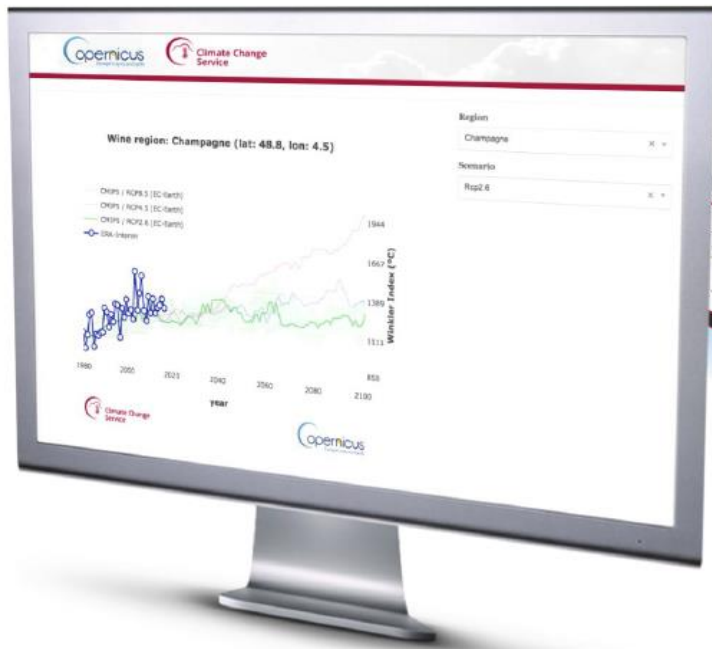 opernicus
Climate Change
Service
Region
Champagne
Wine region: Champagne (lat: 48.8, lon: 4.5)
Scenario
Rcp2.6
CMIP5 / RCP8.5 [EC-Earth]
CMIP5 / RCP4.5 [EC-Earth]
CMIP5 / RCP2.6 [EC-Earth]
ERA-Interim
1944
1667
1389
1111
Winkler Index (°C)
1980
2000
2020
2040
2060
2080
2100
year
Climate Change
Service
opernicus